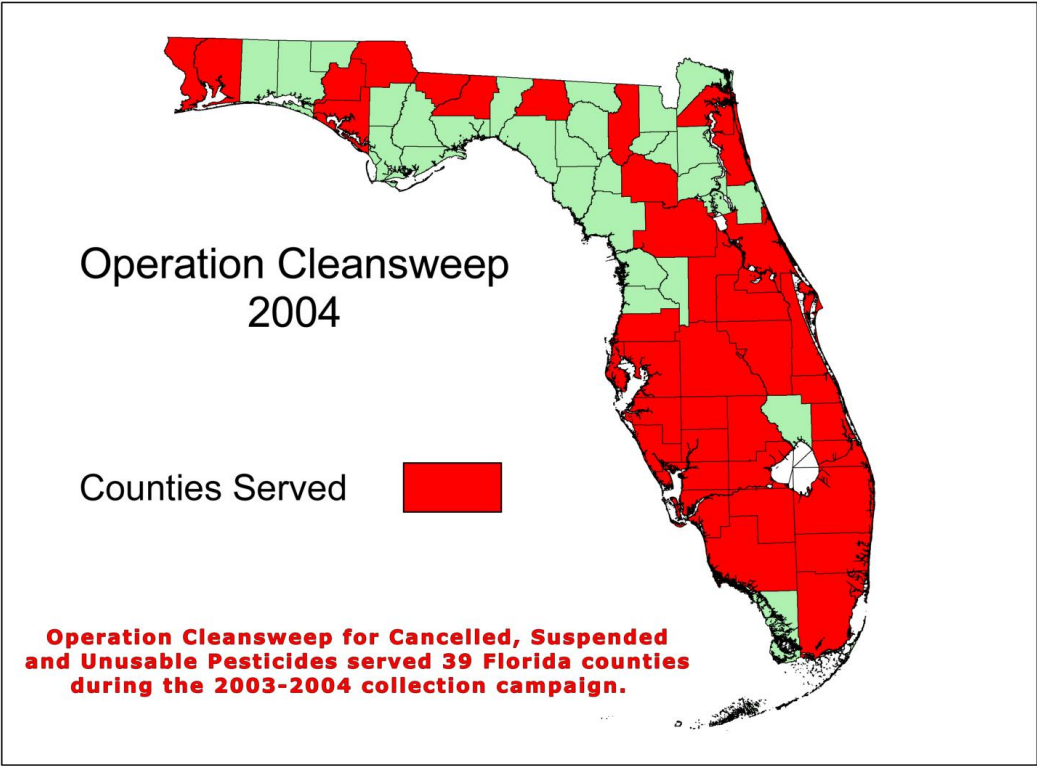 Operation Cleansweep
2004
Counties Served
Operation Cleansweep for Cancelled, Suspended
and Unusable Pesticides served 39 Florida counties
during the 2003-2004 collection campaign.